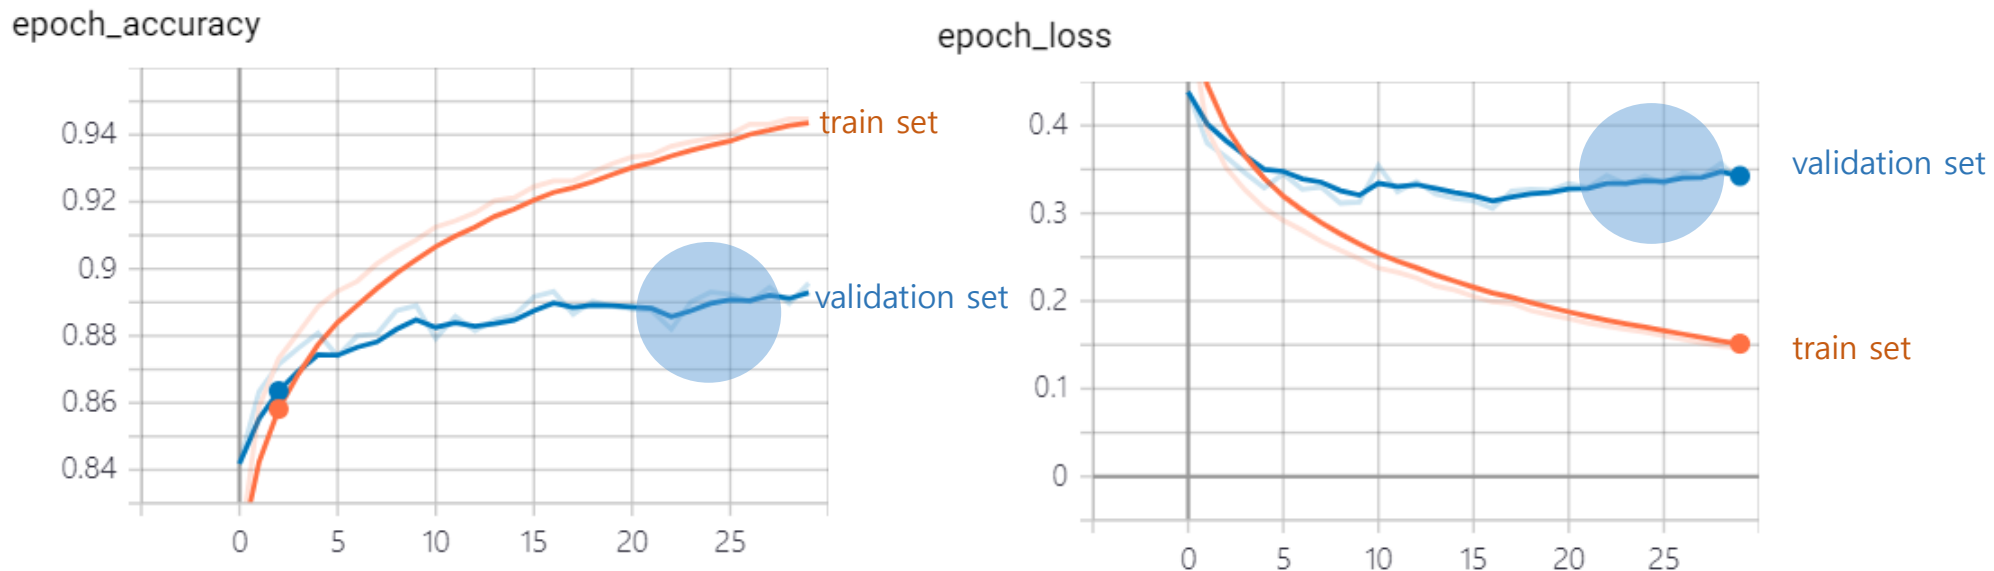 epoch_accuracy
0.94
0.92
0.9
0.88
0.86
0.84
0 5 10 15 20 25
train set
validation set
epoch_loss
0.4
0.3
0.2
0.1
0
0 5 10 15 20 25
validation set
train set